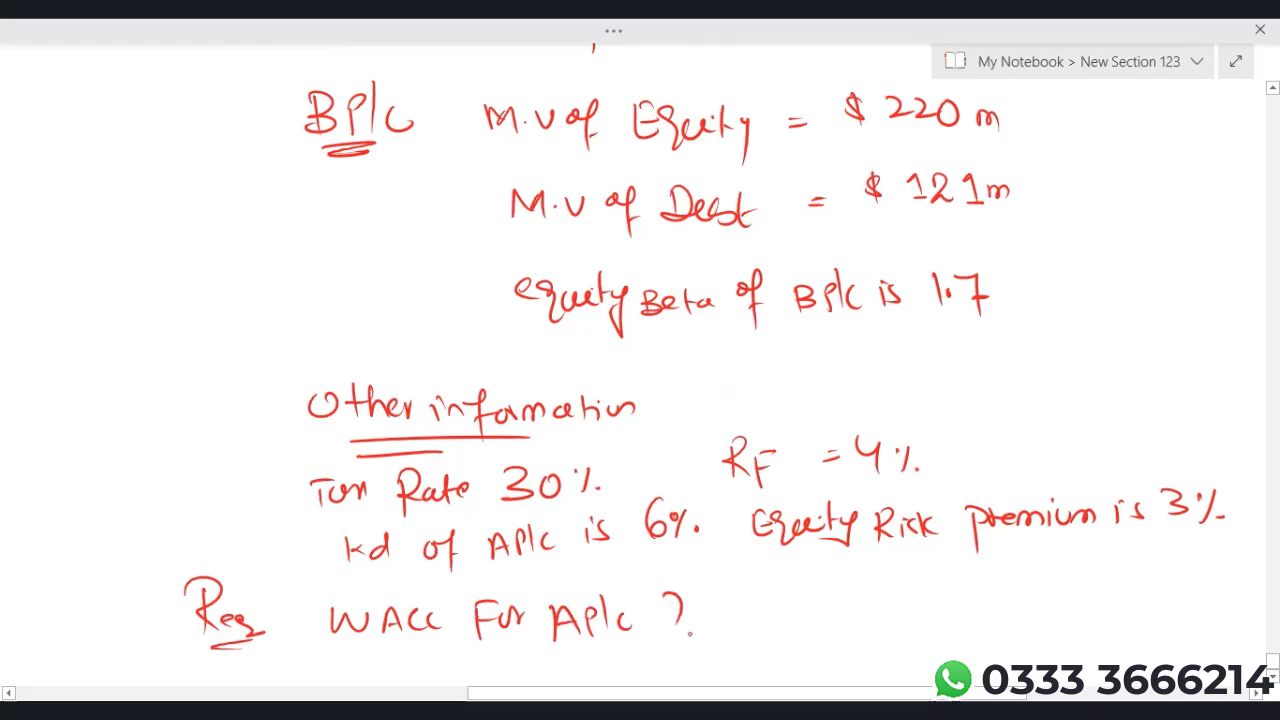 My Notebook > New Section 123
BPlc M.V of Equity = $ 220 m
M.V of Debt = $ 121m
equity Beta of BPlc is 1.7
Other information
Tax Rate 30%. RF = 4%.
Kd of APlc is 6%. Equity Risk premium is 3%.
Req WACC For APlc ?
0333 3666214